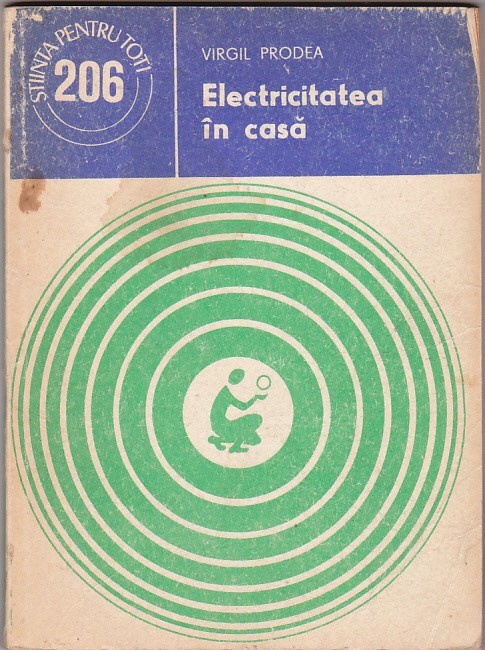 ȘTIINȚA PENTRU TOȚI
206
VIRGIL PRODEA
Electricitatea
în casă